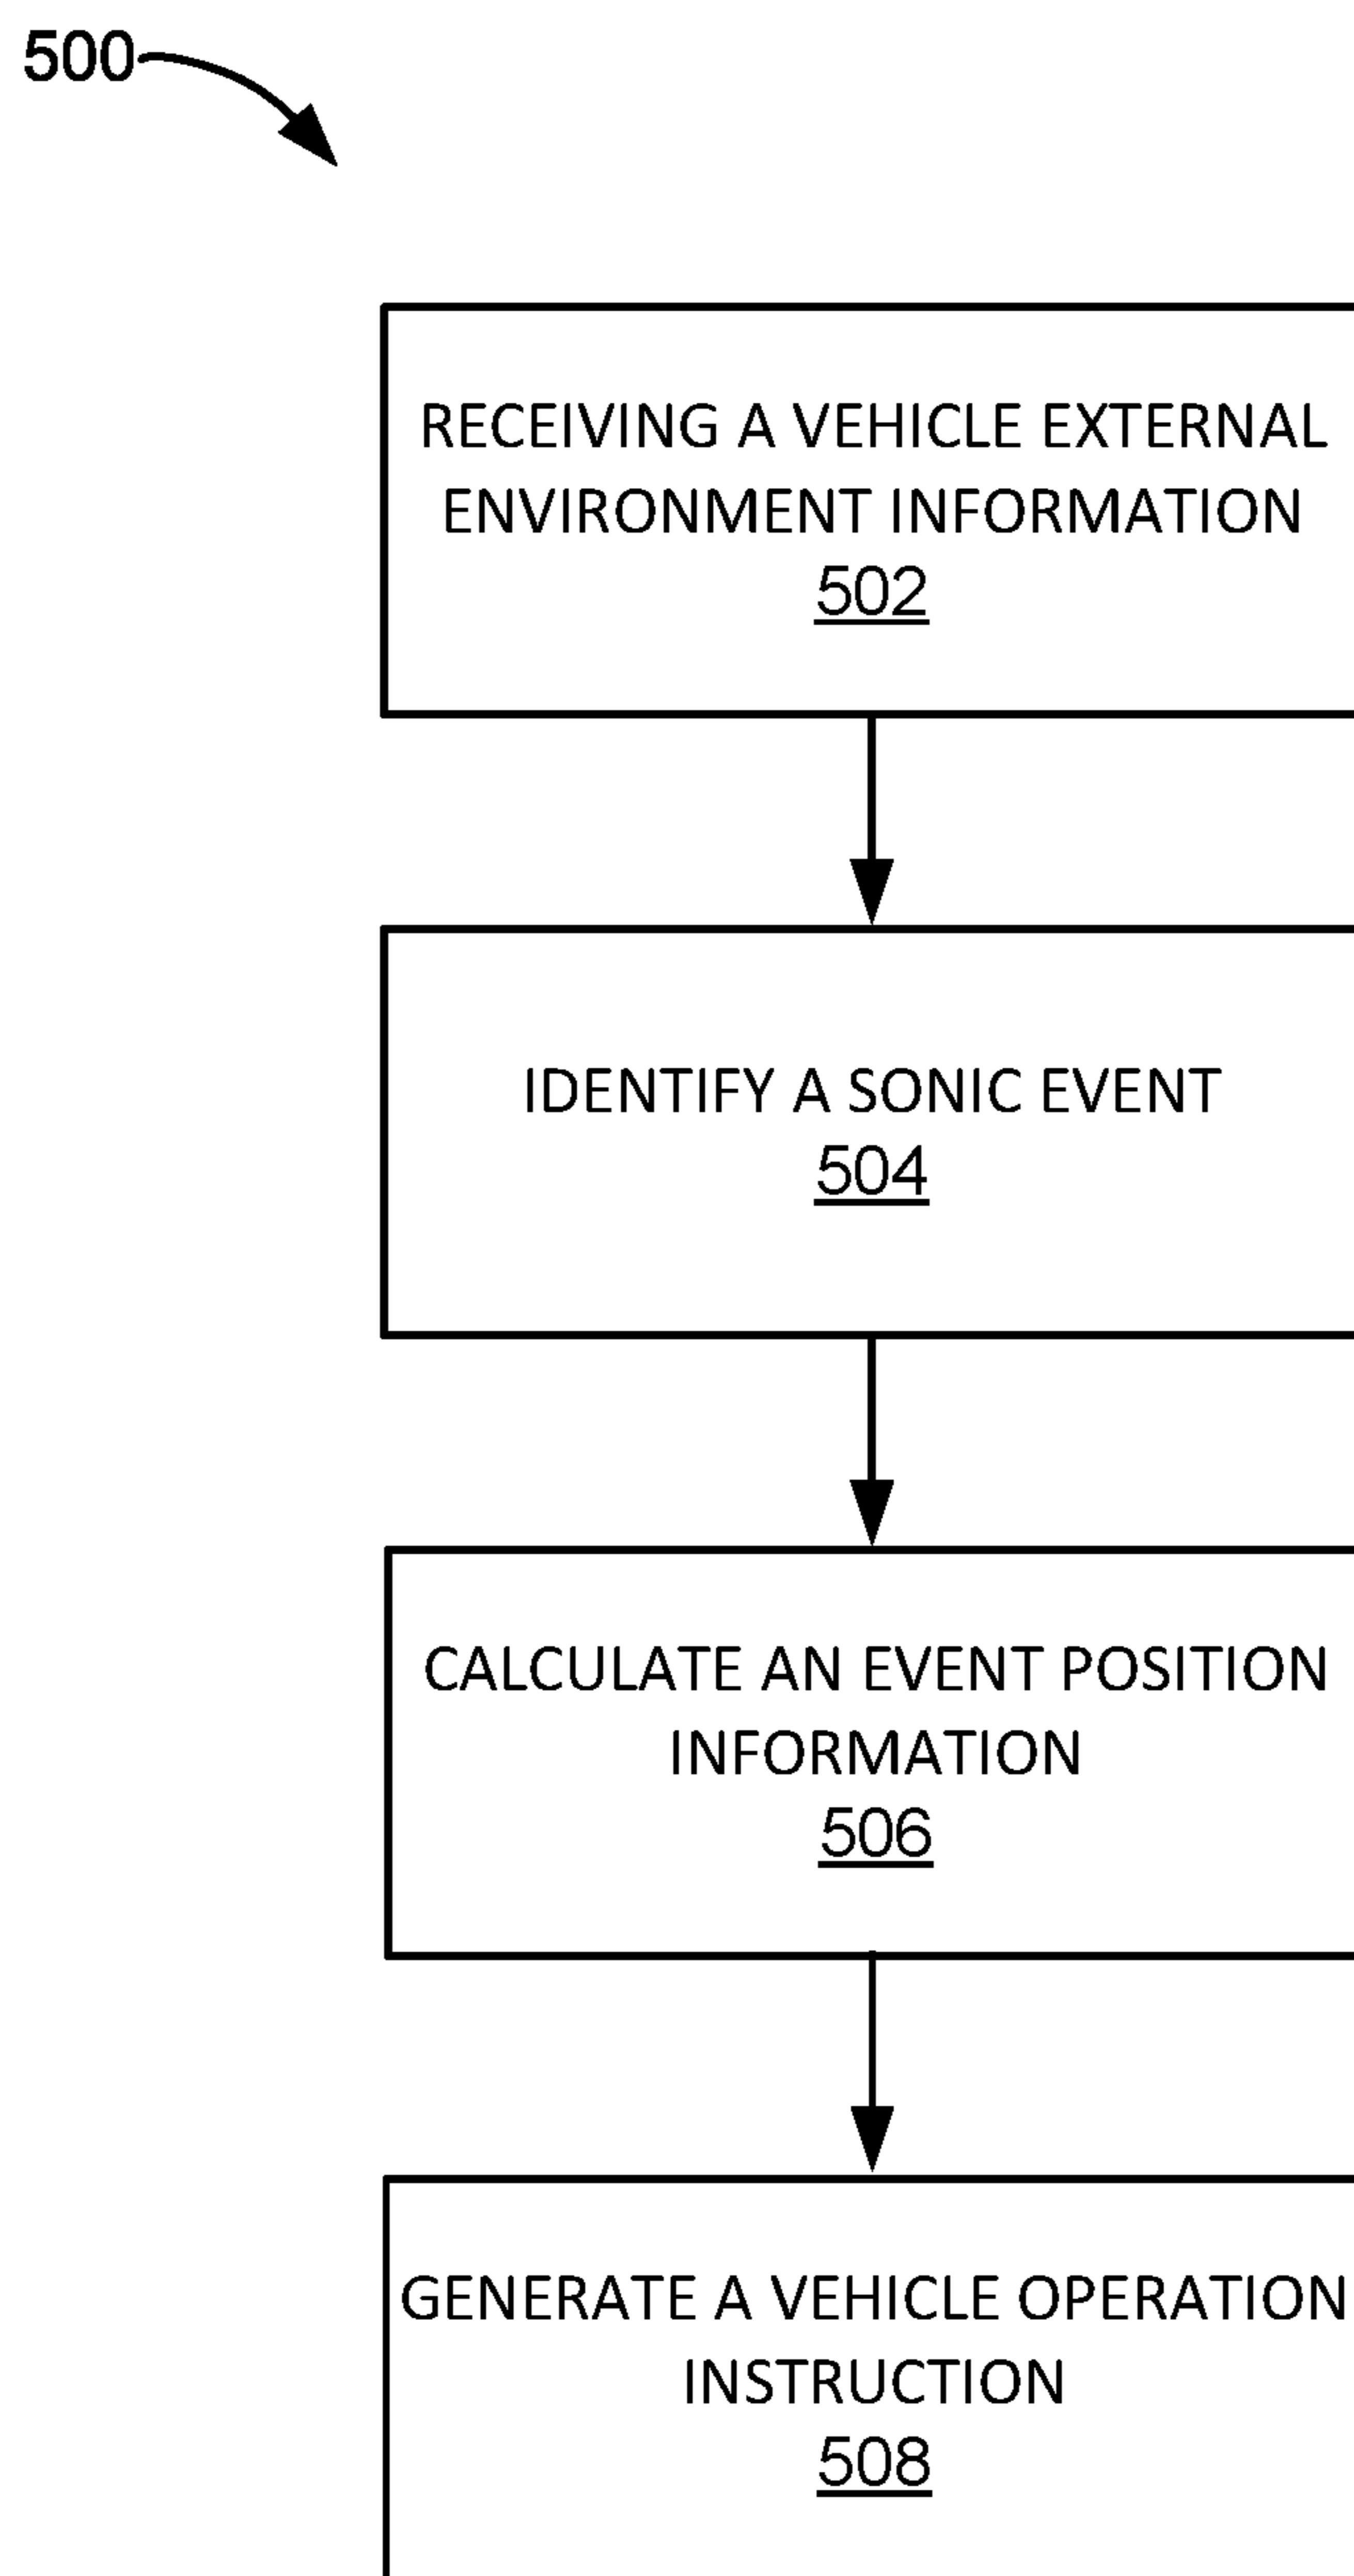 500
RECEIVING A VEHICLE EXTERNAL
ENVIRONMENT INFORMATION
502
IDENTIFY A SONIC EVENT
504
CALCULATE AN EVENT POSITION
INFORMATION
506
GENERATE A VEHICLE OPERATION
INSTRUCTION
508